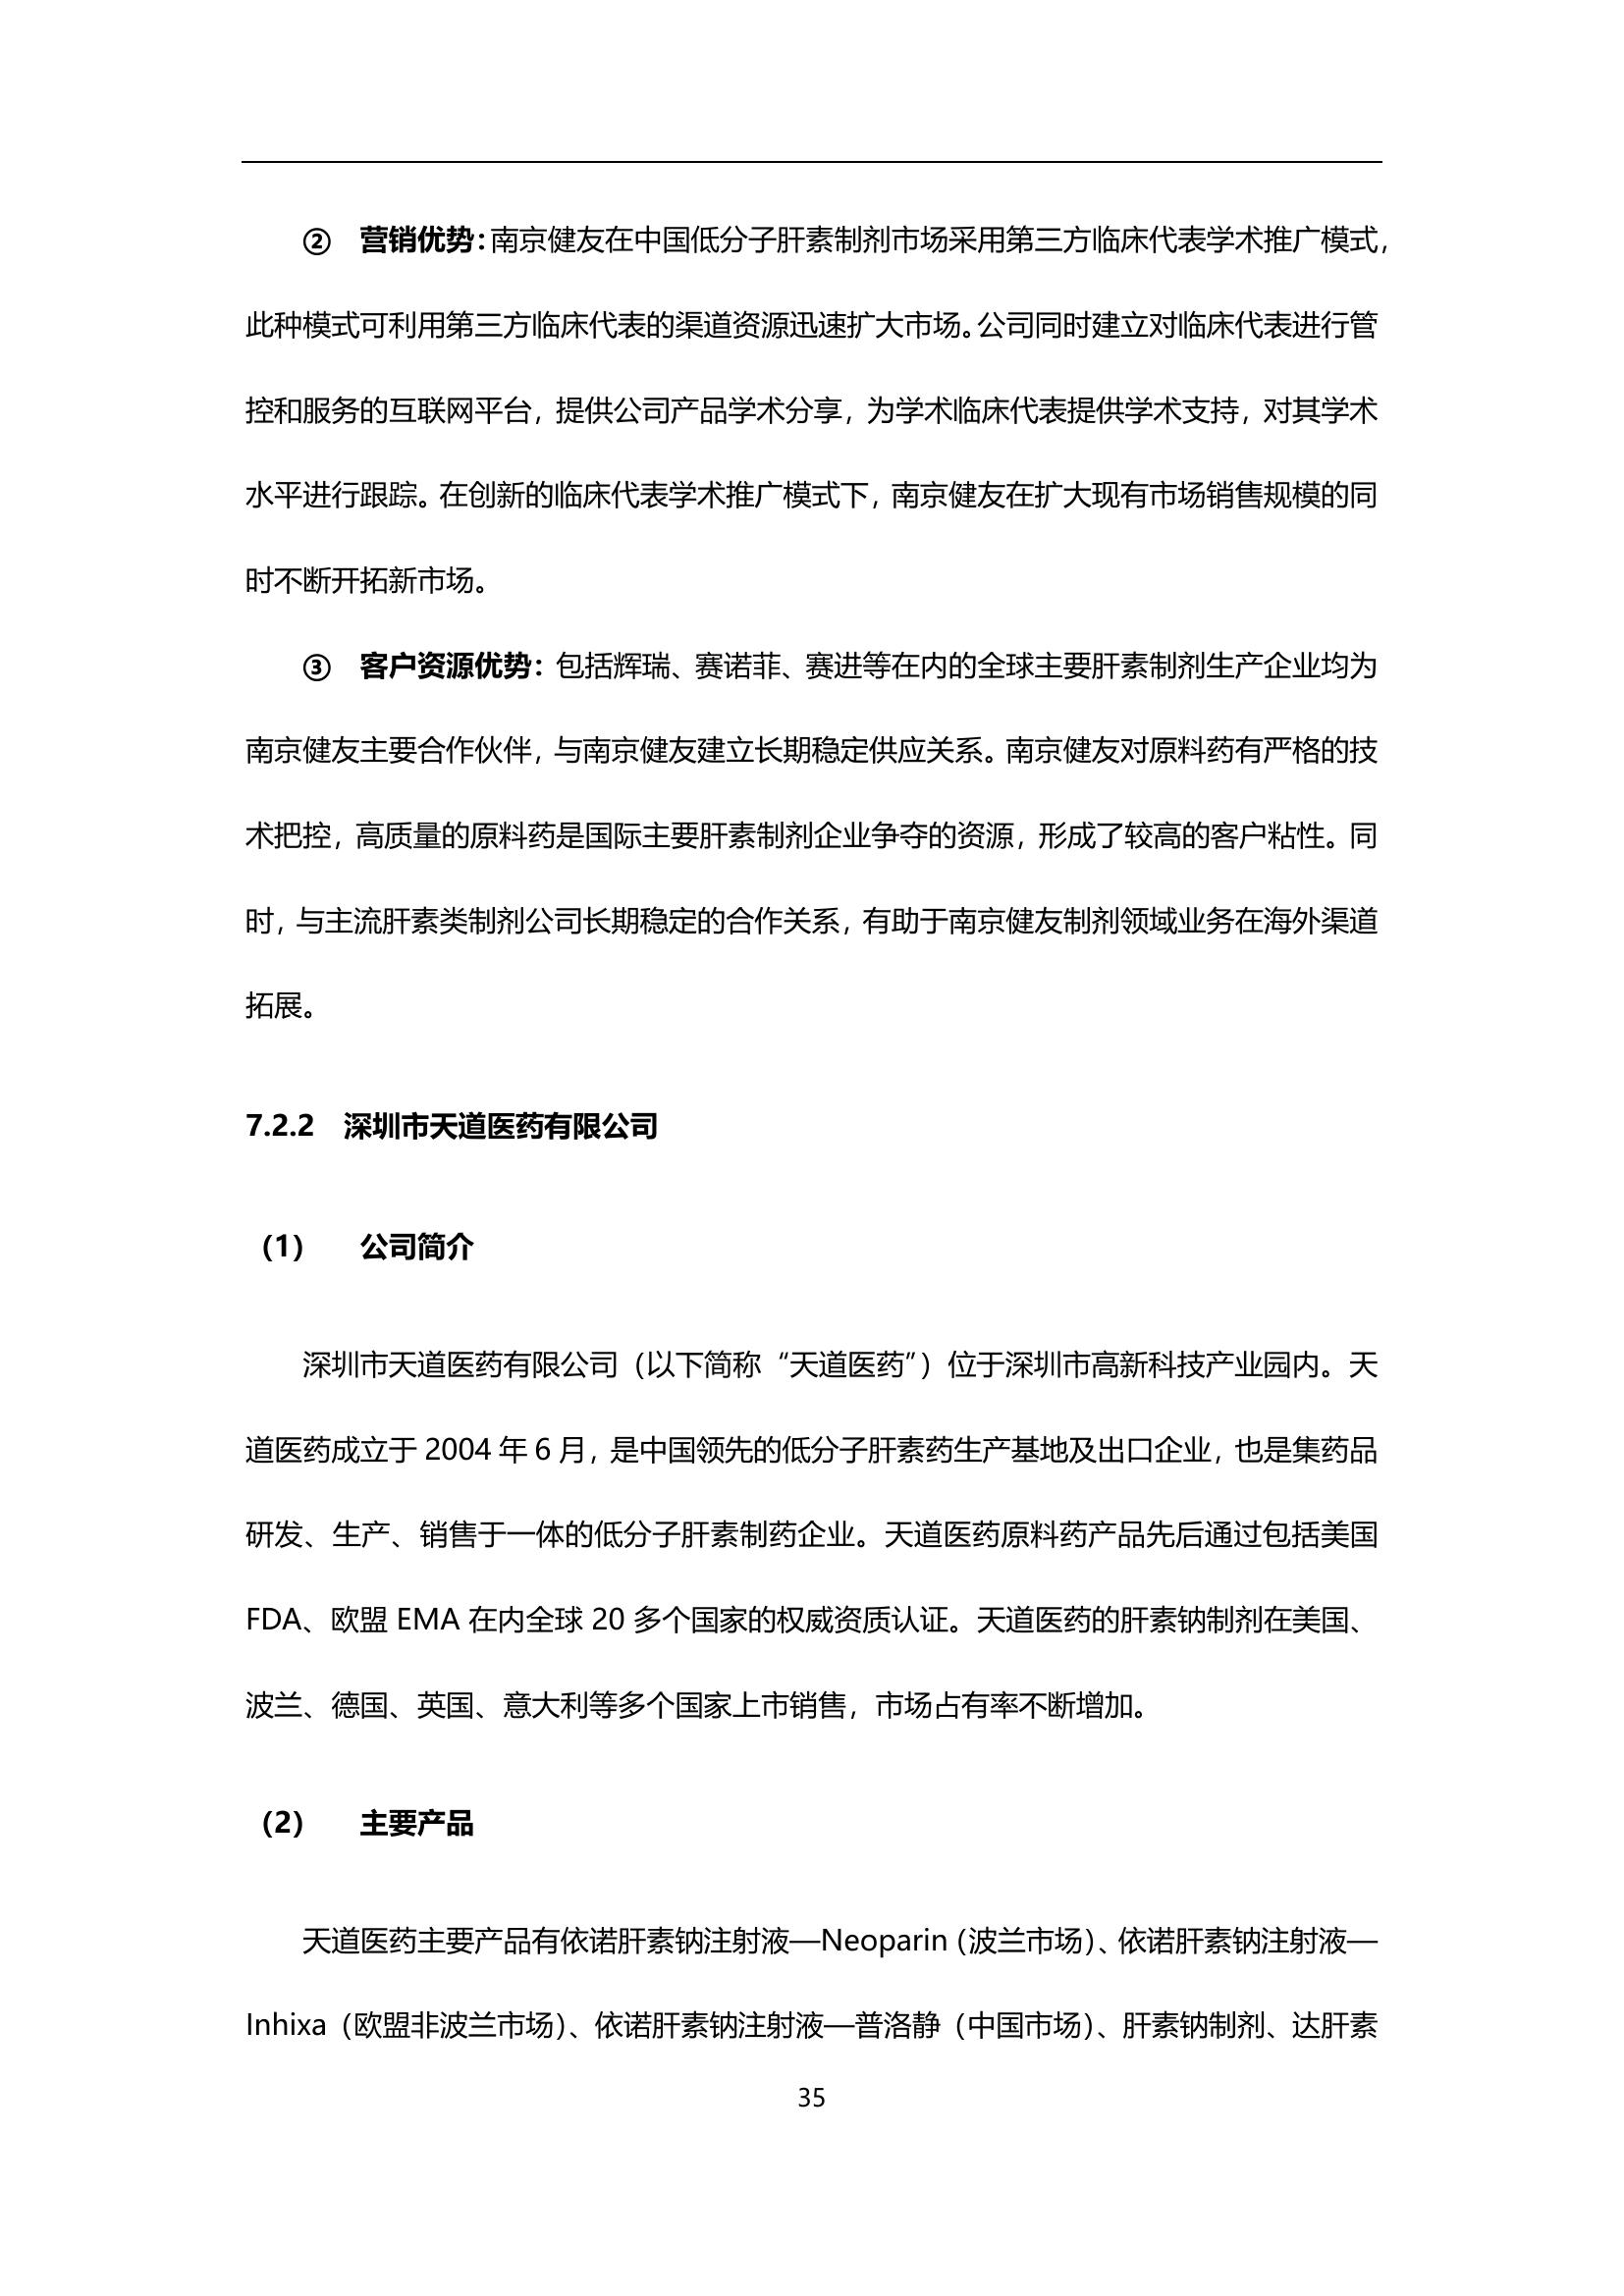 ② 营销优势：南京健友在中国低分子肝素制剂市场采用第三方临床代表学术推广模式，
此种模式可利用第三方临床代表的渠道资源迅速扩大市场。公司同时建立对临床代表进行管
控和服务的互联网平台，提供公司产品学术分享，为学术临床代表提供学术支持，对其学术
水平进行跟踪。在创新的临床代表学术推广模式下，南京健友在扩大现有市场销售规模的同
时不断开拓新市场。
③ 客户资源优势：包括辉瑞、赛诺菲、赛进等在内的全球主要肝素制剂生产企业均为
南京健友主要合作伙伴，与南京健友建立长期稳定供应关系。南京健友对原料药有严格的技
术把控，高质量的原料药是国际主要肝素制剂企业争夺的资源，形成了较高的客户粘性。同
时，与主流肝素类制剂公司长期稳定的合作关系，有助于南京健友制剂领域业务在海外渠道
拓展。
7.2.2 深圳市天道医药有限公司
（1） 公司简介
深圳市天道医药有限公司（以下简称“天道医药”）位于深圳市高新科技产业园内。天
道医药成立于 2004 年 6 月，是中国领先的低分子肝素药生产基地及出口企业，也是集药品
研发、生产、销售于一体的低分子肝素制药企业。天道医药原料药产品先后通过包括美国
FDA、欧盟 EMA 在内全球 20 多个国家的权威资质认证。天道医药的肝素钠制剂在美国、
波兰、德国、英国、意大利等多个国家上市销售，市场占有率不断增加。
（2） 主要产品
天道医药主要产品有依诺肝素钠注射液—Neoparin（波兰市场）、依诺肝素钠注射液—
Inhixa（欧盟非波兰市场）、依诺肝素钠注射液—普洛静（中国市场）、肝素钠制剂、达肝素
35